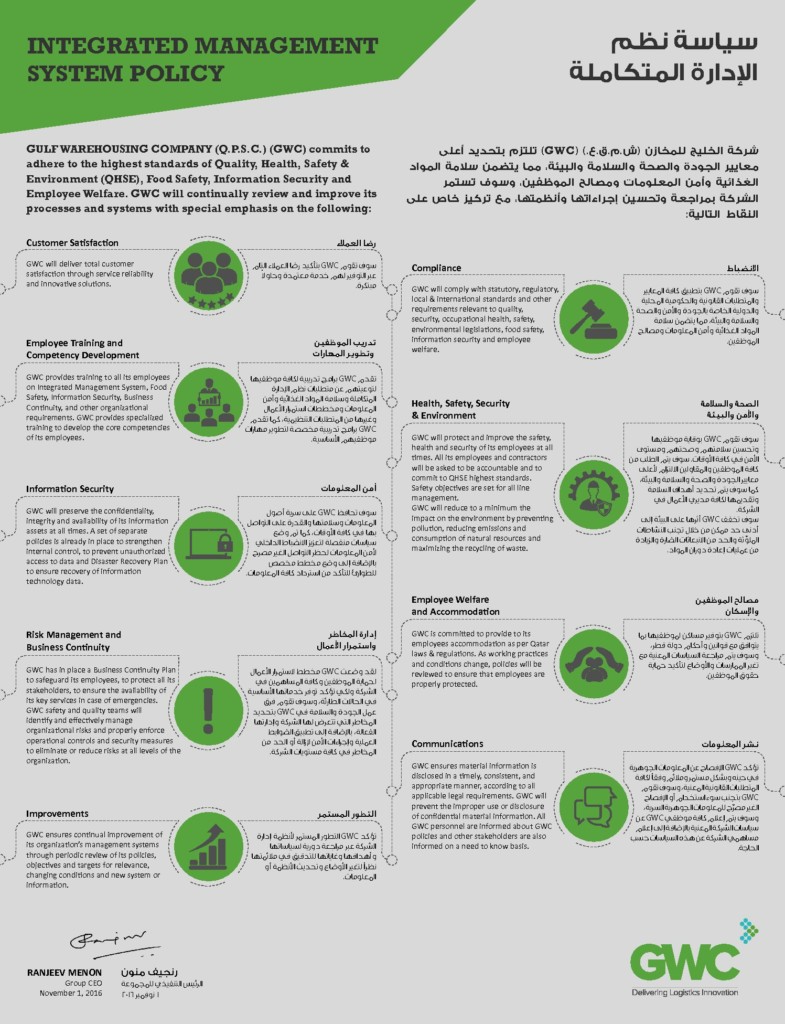 INTEGRATED MANAGEMENT
SYSTEM POLICY
سياسة نظم
الإدارة المتكاملة
GULF WAREHOUSING COMPANY (Q.P.S.C.) (GWC) commits to
adhere to the highest standards of Quality, Health, Safety &
Environment (QHSE), Food Safety, Information Security and
Employee Welfare. GWC will continually review and improve its
processes and systems with special emphasis on the following:
شركة الخليج للمخازن (ش.م.ق.ع.) (GWC) تلتزم بتحديد أعلى
معايير الجودة والصحة والسلامة والبيئة، مما يتضمن سلامة المواد
الغذائية وأمن المعلومات ومصالح الموظفين، وسوف تستمر
الشركة بمراجعة وتحسين إجراءاتها وأنظمتها، مع تركيز خاص على
النقاط التالية:
Customer Satisfaction
GWC will deliver total customer
satisfaction through service reliability
and innovative solutions.
رضا العملاء
سوف تقوم GWC بتأكيد رضا العملاء التام
عبر التوفير لهم خدمة معتمدة وحلولا
مبتكرة.
Employee Training and
Competency Development
GWC provides training to all its employees
on Integrated Management System, Food
Safety, Information Security, Business
Continuity, and other organizational
requirements. GWC provides specialized
training to develop the core competencies
of its employees.
تدريب الموظفين
وتطوير المهارات
تقدم GWC برامج تدريبية لكافة موظفيها
لتوعيتهم عن متطلبات نظم الإدارة
المتكاملة وسلامة المواد الغذائية وأمن
المعلومات ومخططات استمرار الأعمال
وغيرها من المتطلبات التنظيمية، كما تقدم
GWC برامج تدريبية مخصصة لتطوير مهارات
موظفيهم الأساسية.
Information Security
GWC will preserve the confidentiality,
integrity and availability of its information
assets at all times. A set of separate
policies is already in place to strengthen
internal control, to prevent unauthorized
access to data and Disaster Recovery Plan
to ensure recovery of information
technology data.
أمن المعلومات
سوف تحافظ GWC على سرية أصول
المعلومات وسلامتها والقدرة على التواصل
بها في كافة الأوقات، كما تم وضع
سياسات منفصلة لتعزيز الانضباط الداخلي
لأمن المعلومات لحظر التواصل الغير مصرح
بالإضافة إلى وضع مخطط مخصص
للطوارئ للتأكد من استرداد كافة المعلومات.
Risk Management and
Business Continuity
GWC has in place a Business Continuity Plan
to safeguard its employees, to protect all its
stakeholders, to ensure the availability of
its key services in case of emergencies.
GWC safety and quality teams will
identify and effectively manage
organizational risks and properly enforce
operational controls and security measures
to eliminate or reduce risks at all levels of the
organization.
إدارة المخاطر
واستمرار الأعمال
لقد وضعت GWC مخطط استمرار الأعمال
لحماية الموظفين وكافة المساهمين في
الشركة ولكي تؤكد توفر خدماتها الأساسية
في الحالات الطارئة، وسوف تقوم فرق
عمل الجودة والسلامة في GWC بتحديد
المخاطر التي تتعرض لها الشركة وإدارتها
الفعالة، بالإضافة إلى تطبيق الضوابط
العملية وإجراءات الأمن لإزالة أو الحد من
المخاطر في كافة مستويات الشركة.
Improvements
GWC ensures continual improvement of
its organization's management systems
through periodic review of its policies,
objectives and targets for relevance,
changing conditions and new system or
information.
التطور المستمر
تؤكد GWC التطور المستمر لأنظمة إدارة
الشركة عبر مراجعة دورية لسياساتها
وأهدافها وغاياتها للتدقيق في ملائمتها
نظراً لتغير الأوضاع و تحديث الأنظمة أو
المعلومات.
Compliance
GWC will comply with statutory, regulatory,
local & international standards and other
requirements relevant to quality,
security, occupational health, safety,
environmental legislations, food safety,
information security and employee
welfare.
الانضباط
سوف تقوم GWC بتطبيق كافة المعايير
والمتطلبات القانونية والحكومية المحلية
والدولية الخاصة بالجودة والأمن والصحة
والسلامة والبيئة، مما يتضمن سلامة
المواد الغذائية وأمن المعلومات ومصالح
الموظفين.
Health, Safety, Security
& Environment
GWC will protect and improve the safety,
health and security of its employees at all
times. All its employees and contractors
will be asked to be accountable and to
commit to QHSE highest standards.
Safety objectives are set for all line
management.
GWC will reduce to a minimum the
impact on the environment by preventing
pollution, reducing emissions and
consumption of natural resources and
maximizing the recycling of waste.
الصحة والسلامة
والأمن والبيئة
سوف تقوم GWC بوقاية موظفيها
وتحسين سلامتهم وصحتهم ومستوى
الأمن في كافة الأوقات. سوف يتم الطلب من
كافة الموظفين والمقاولين الالتزام لأعلى
معايير الجودة والصحة والسلامة والبيئة،
كما سوف يتم تحديد أهداف السلامة
وتقديمها لكافة مديري الأعمال في
الشركة.
سوف تخفف GWC أثرها على البيئة إلى
أدنى حد ممكن من خلال تجنب النشاطات
الملوثة والحد من الانبعاثات الضارة والزيادة
من عمليات إعادة دوران المواد.
Employee Welfare
and Accommodation
GWC is committed to provide to its
employees accommodation as per Qatar
laws & regulations. As working practices
and conditions change, policies will be
reviewed to ensure that employees are
properly protected.
مصالح الموظفين
والإسكان
تلتزم GWC بتوفير مساكن لموظفيها بما
يتوافق مع قوانين وأحكام دولة قطر،
وسوف يتم مراجعة السياسات المعنية مع
تغير الممارسات والأوضاع لتأكيد حماية
حقوق الموظفين.
Communications
GWC ensures material information is
disclosed in a timely, consistent, and
appropriate manner, according to all
applicable legal requirements. GWC will
prevent the improper use or disclosure
of confidential material information. All
GWC personnel are informed about GWC
policies and other stakeholders are also
informed on a need to know basis.
نشر المعلومات
تؤكد GWC الإفصاح عن المعلومات الجوهرية
في حينه وبشكل مستمر وملائم وفقاً لكافة
المتطلبات القانونية المعنية، وسوف تقوم
GWC بتجنب سوء استخدام أو الإفصاح
الغير مصرّح للمعلومات الجوهرية السرية،
وسوف يتم إعلام كافة موظفي GWC عن
سياسات الشركة المعنية بالإضافة إلى إعلام
مساهمي الشركة عن هذه السياسات حسب
الحاجة.
RANJEEV MENON
Group CEO
November 1, 2016
رنجيف منون
الرئيس التنفيذي للمجموعة
١ نوفمبر ٢٠١٦
GWC
Delivering Logistics Innovation